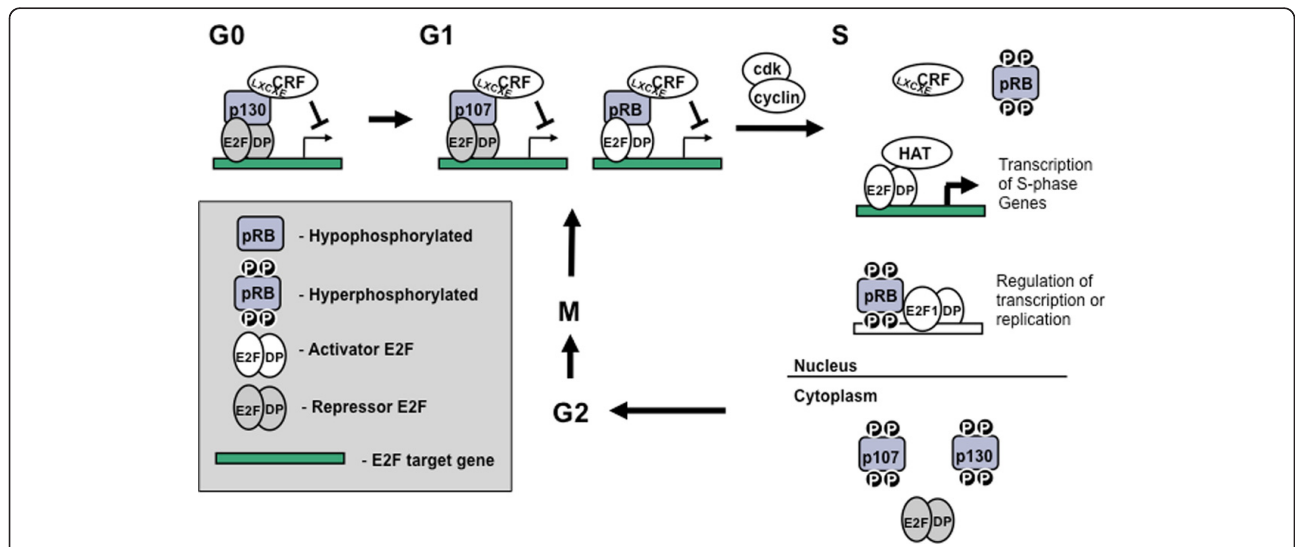 G0
G1
S
LXCXE CRF
p130
E2F DP
LXCXE CRF
p107
E2F DP
LXCXE CRF
pRB
E2F DP
cdk
cyclin
LXCXE CRF
P P
pRB
P P
HAT
E2F DP
Transcription
of S-phase
Genes
P P
pRB
P P
E2F1 DP
Regulation of
transcription or
replication
Nucleus
Cytoplasm
P P
p107
P P
P P
p130
P P
E2F DP
G2
M
pRB - Hypophosphorylated
P P
pRB - Hyperphosphorylated
P P
E2F DP - Activator E2F
E2F DP - Repressor E2F
- E2F target gene